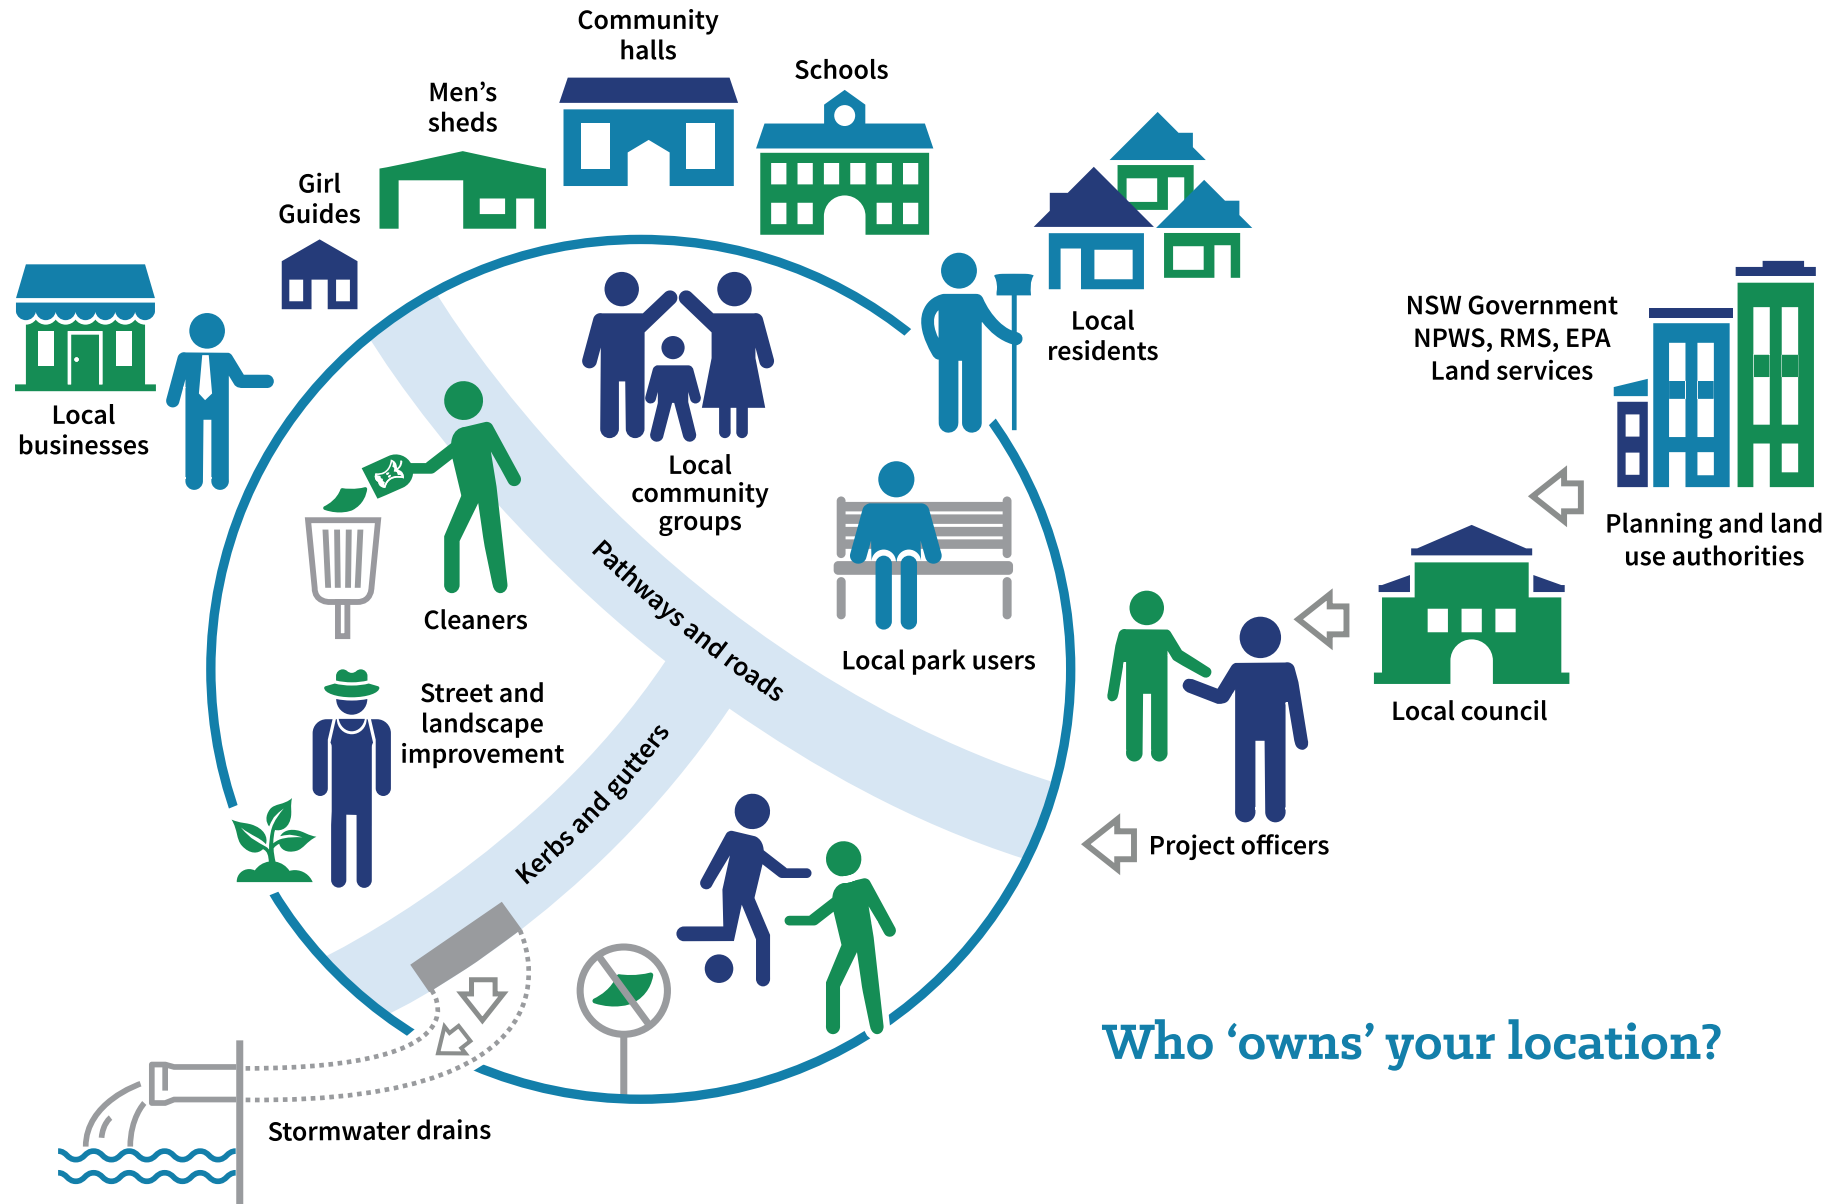 Community
halls
Schools
Men's
sheds
Girl
Guides
Local
businesses
Local
residents
NSW Government
NPWS, RMS, EPA
Land services
Planning and land
use authorities
Local
community
groups
Cleaners
Pathways and roads
Local park users
Street and
landscape
improvement
Kerbs and gutters
Local council
Project officers
Who ‘owns’ your location?
Stormwater drains